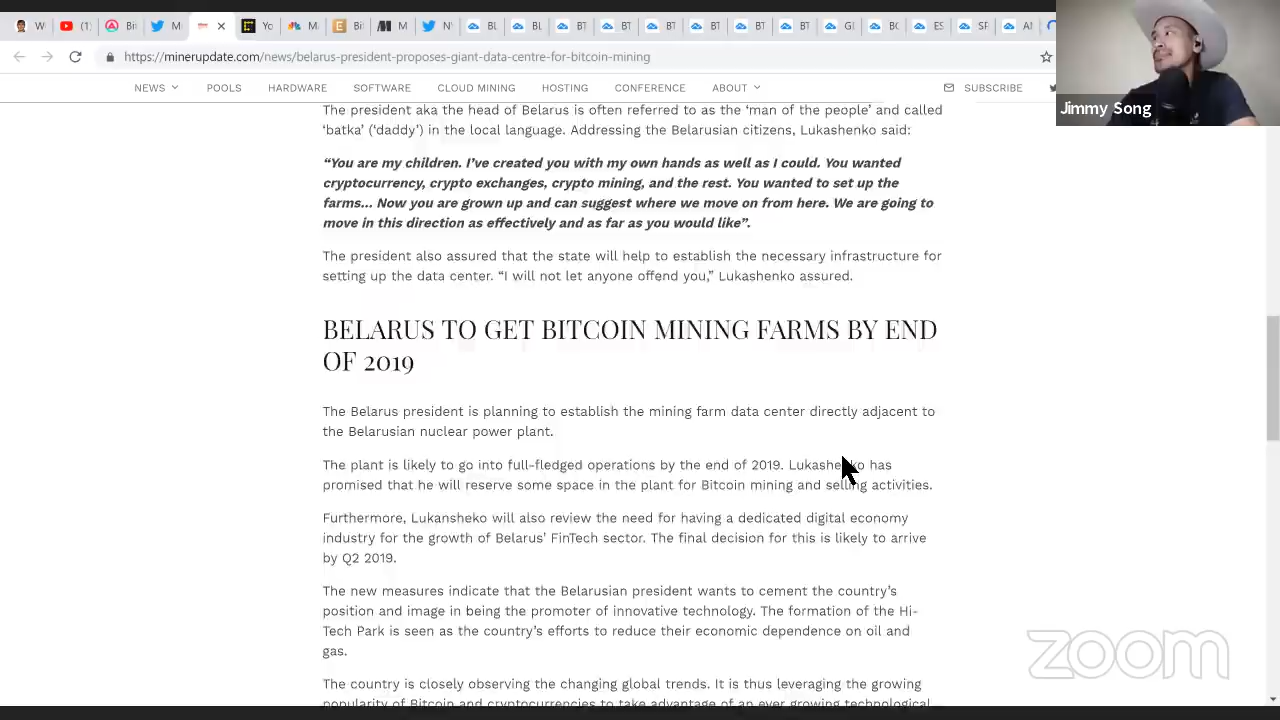 W
(1
Bi
M
Yo
M
E
Bi
M
N
BL
BL
BT
BT
BT
BT
BT
GI
BC
ES
SP
AI
https://minerupdate.com/news/belarus-president-proposes-giant-data-centre-for-bitcoin-mining
NEWS POOLS HARDWARE SOFTWARE CLOUD MINING HOSTING CONFERENCE ABOUT SUBSCRIBE
Jimmy Song
The president aka the head of Belarus is often referred to as the ‘man of the people’ and called
‘batka’ (‘daddy’) in the local language. Addressing the Belarusian citizens, Lukashenko said:
“You are my children. I’ve created you with my own hands as well as I could. You wanted
cryptocurrency, crypto exchanges, crypto mining, and the rest. You wanted to set up the
farms… Now you are grown up and can suggest where we move on from here. We are going to
move in this direction as effectively and as far as you would like”.
The president also assured that the state will help to establish the necessary infrastructure for
setting up the data center. “I will not let anyone offend you,” Lukashenko assured.
BELARUS TO GET BITCOIN MINING FARMS BY END
OF 2019
The Belarus president is planning to establish the mining farm data center directly adjacent to
the Belarusian nuclear power plant.
The plant is likely to go into full-fledged operations by the end of 2019. Lukashenko has
promised that he will reserve some space in the plant for Bitcoin mining and selling activities.
Furthermore, Lukansheko will also review the need for having a dedicated digital economy
industry for the growth of Belarus’ FinTech sector. The final decision for this is likely to arrive
by Q2 2019.
The new measures indicate that the Belarusian president wants to cement the country’s
position and image in being the promoter of innovative technology. The formation of the Hi-
Tech Park is seen as the country’s efforts to reduce their economic dependence on oil and
gas.
The country is closely observing the changing global trends. It is thus leveraging the growing
popularity of Bitcoin and cryptocurrencies to take advantage of an ever growing technological
zoom